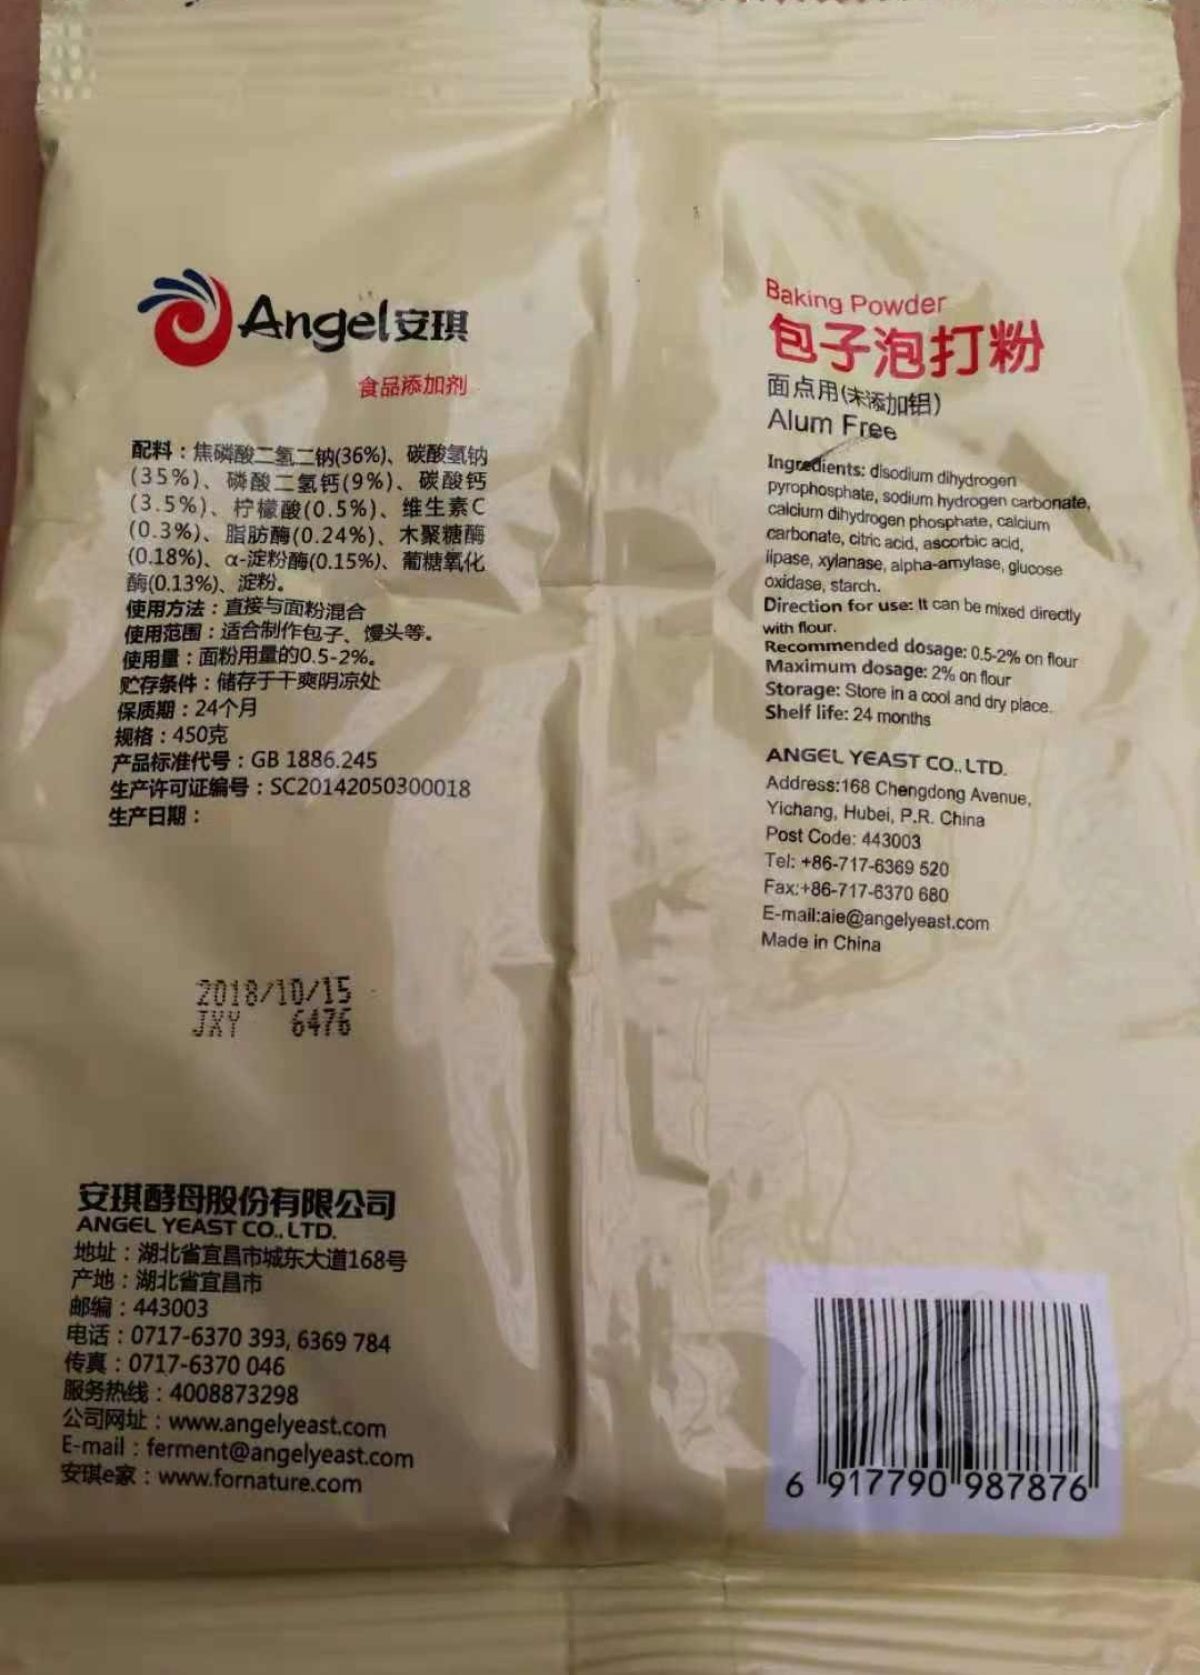 Angel安琪
食品添加剂
配料：焦磷酸二氢二钠(36%)、碳酸氢钠
(35%)、磷酸二氢钙(9%)、碳酸钙
(3.5%)、柠檬酸(0.5%)、维生素C
(0.3%)、脂肪酶(0.24%)、木聚糖酶
(0.18%)、α-淀粉酶(0.15%)、葡糖氧化
酶(0.13%)、淀粉。
使用方法：直接与面粉混合
使用范围：适合制作包子、馒头等。
使用量：面粉用量的0.5-2%。
贮存条件：储存于干爽阴凉处
保质期：24个月
规格：450克
产品标准代号：GB 1886.245
生产许可证编号：SC20142050300018
生产日期：
2018/10/15
JXY 6476
安琪酵母股份有限公司
ANGEL YEAST CO., LTD.
地址：湖北省宜昌市城东大道168号
产地：湖北省宜昌市
邮编：443003
电话：0717-6370 393, 6369 784
传真：0717-6370 046
服务热线：4008873298
公司网址：www.angelyeast.com
E-mail：ferment@angelyeast.com
安琪e家：www.fornature.com
Baking Powder
包子泡打粉
面点用(未添加铝)
Alum Free
Ingredients: disodium dihydrogen
pyrophosphate, sodium hydrogen carbonate,
calcium dihydrogen phosphate, calcium
carbonate, citric acid, ascorbic acid,
lipase, xylanase, alpha-amylase, glucose
oxidase, starch.
Direction for use: It can be mixed directly
with flour.
Recommended dosage: 0.5-2% on flour
Maximum dosage: 2% on flour
Storage: Store in a cool and dry place.
Shelf life: 24 months
ANGEL YEAST CO., LTD.
Address:168 Chengdong Avenue,
Yichang, Hubei, P.R. China
Post Code: 443003
Tel: +86-717-6369 520
Fax:+86-717-6370 680
E-mail:aie@angelyeast.com
Made in China
6 917790 987876